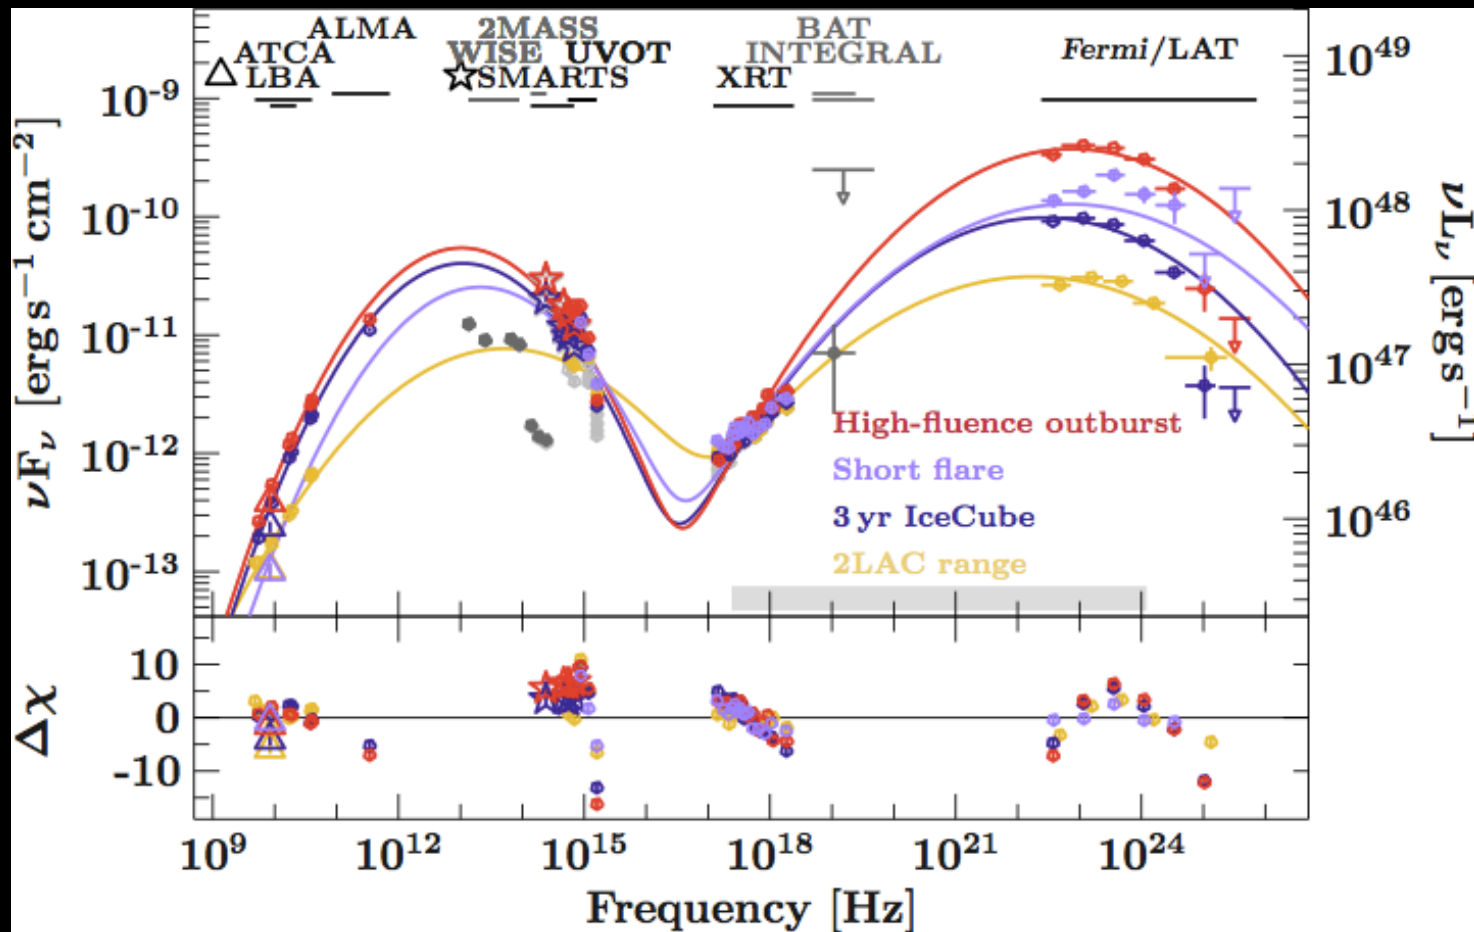 ALMA 2MASS BAT
ATCA WISE UVOT INTEGRAL Fermi/LAT
LBA SMARTS XRT
10⁻⁹
10⁻¹⁰
10⁻¹¹
10⁻¹²
10⁻¹³
νFν [erg s⁻¹ cm⁻²]
10⁴⁹
10⁴⁸
10⁴⁷
10⁴⁶
νLν [erg s⁻¹]
High-fluence outburst
Short flare
3 yr IceCube
2LAC range
10
0
-10
Δχ
10⁹ 10¹² 10¹⁵ 10¹⁸ 10²¹ 10²⁴
Frequency [Hz]